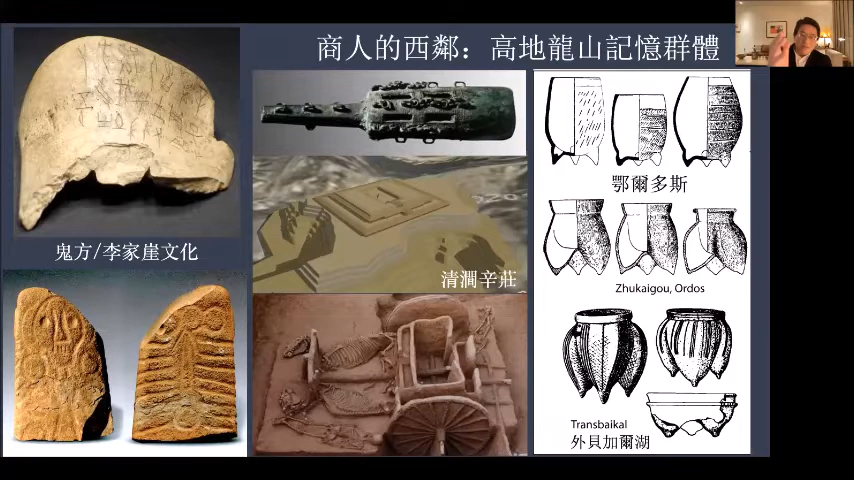 商人的西鄰：高地龍山記憶群體
鬼方/李家崖文化
清澗辛莊
鄂爾多斯
Zhukaigou, Ordos
Transbaikal
外貝加爾湖